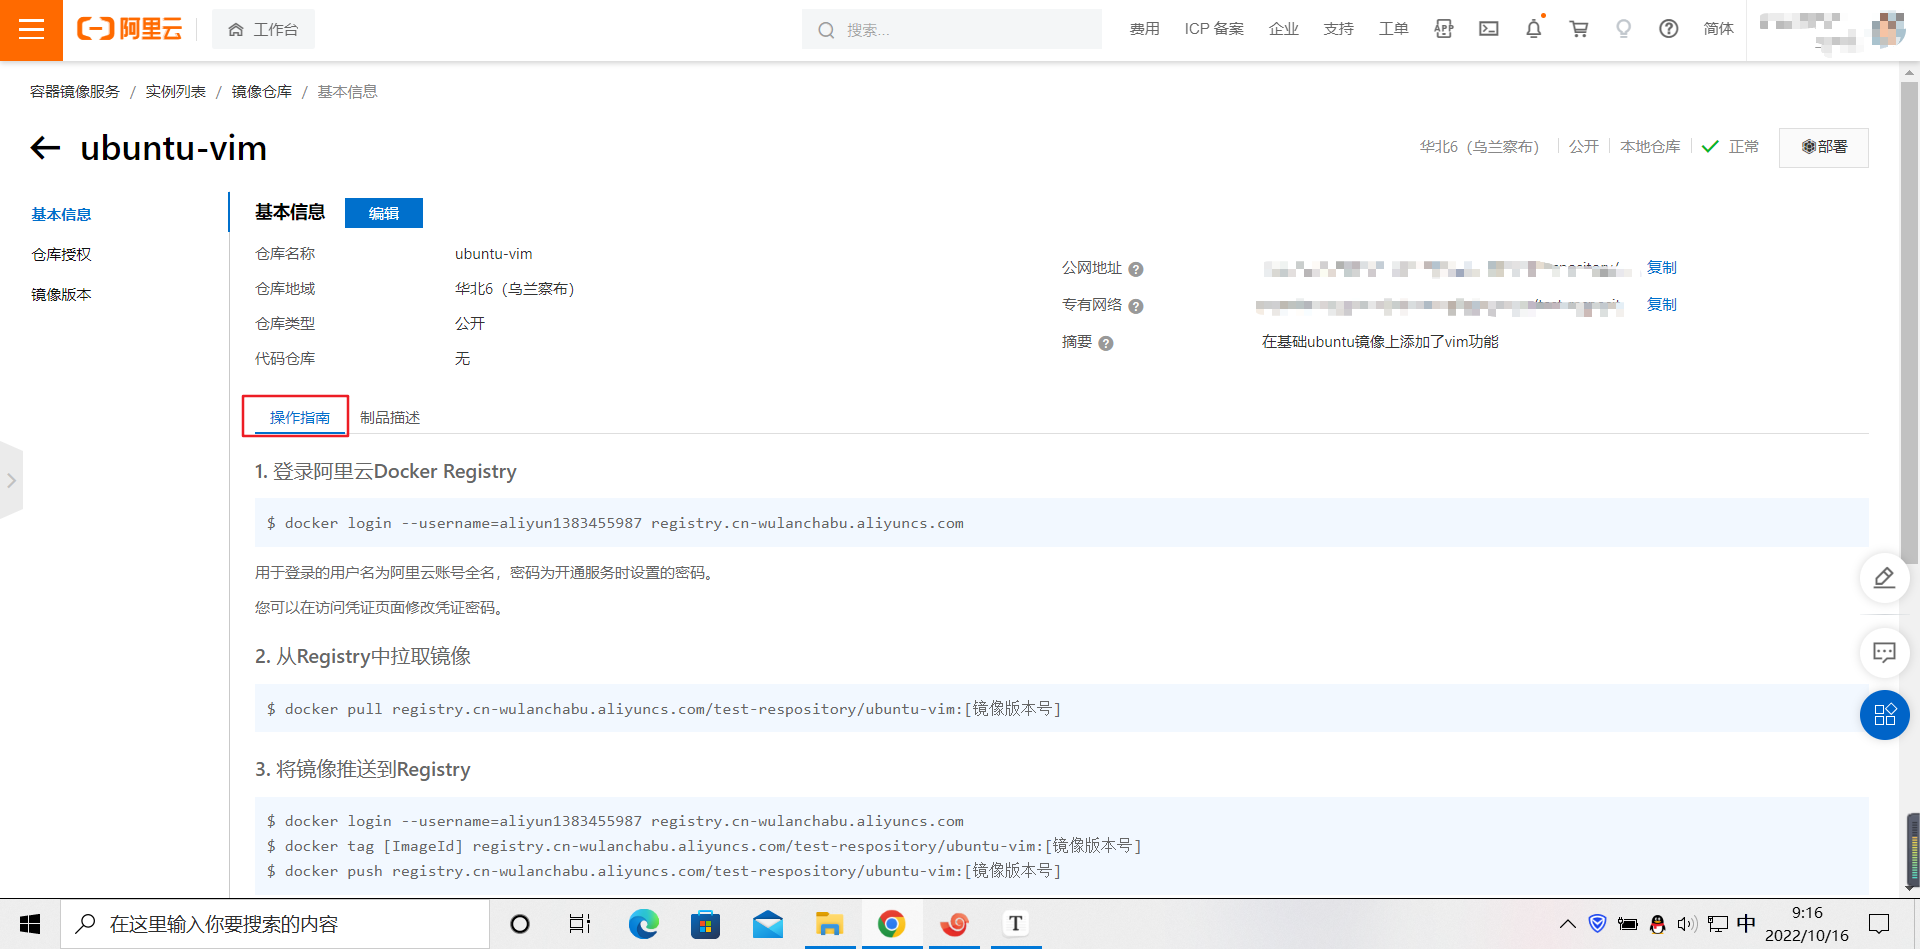 阿里云
工作台
搜索...
费用
ICP 备案
企业
支持
工单
简体
容器镜像服务 / 实例列表 / 镜像仓库 / 基本信息
ubuntu-vim
华北6（乌兰察布）
公开
本地仓库
正常
部署
基本信息
仓库授权
镜像版本
基本信息
编辑
仓库名称 ubuntu-vim
仓库地域 华北6（乌兰察布）
仓库类型 公开
代码仓库 无
公网地址 复制
专有网络 复制
摘要 在基础ubuntu镜像上添加了vim功能
操作指南
制品描述
1. 登录阿里云Docker Registry
$ docker login --username=aliyun1383455987 registry.cn-wulanchabu.aliyuncs.com
用于登录的用户名为阿里云账号全名，密码为开通服务时设置的密码。
您可以在访问凭证页面修改凭证密码。
2. 从Registry中拉取镜像
$ docker pull registry.cn-wulanchabu.aliyuncs.com/test-respository/ubuntu-vim:[镜像版本号]
3. 将镜像推送到Registry
$ docker login --username=aliyun1383455987 registry.cn-wulanchabu.aliyuncs.com
$ docker tag [ImageId] registry.cn-wulanchabu.aliyuncs.com/test-respository/ubuntu-vim:[镜像版本号]
$ docker push registry.cn-wulanchabu.aliyuncs.com/test-respository/ubuntu-vim:[镜像版本号]
在这里输入你要搜索的内容
T
中
9:16
2022/10/16